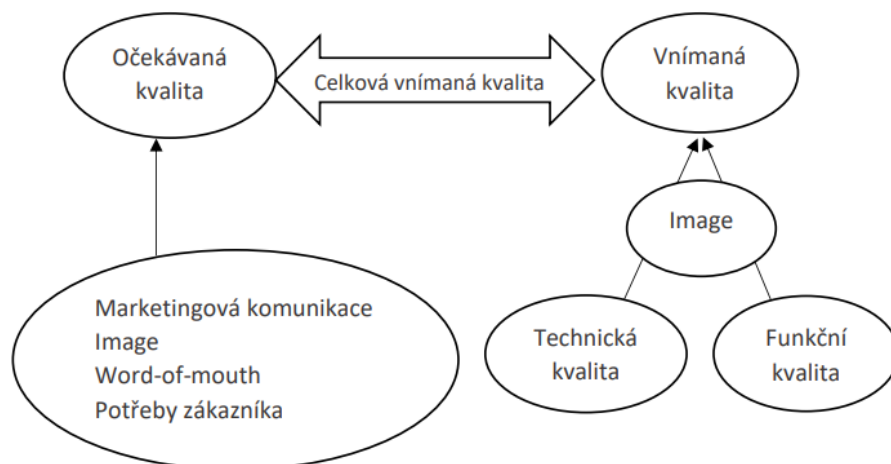 Očekávaná
kvalita
Celková vnímaná kvalita
Vnímaná
kvalita
Image
Marketingová komunikace
Image
Word-of-mouth
Potřeby zákazníka
Technická
kvalita
Funkční
kvalita